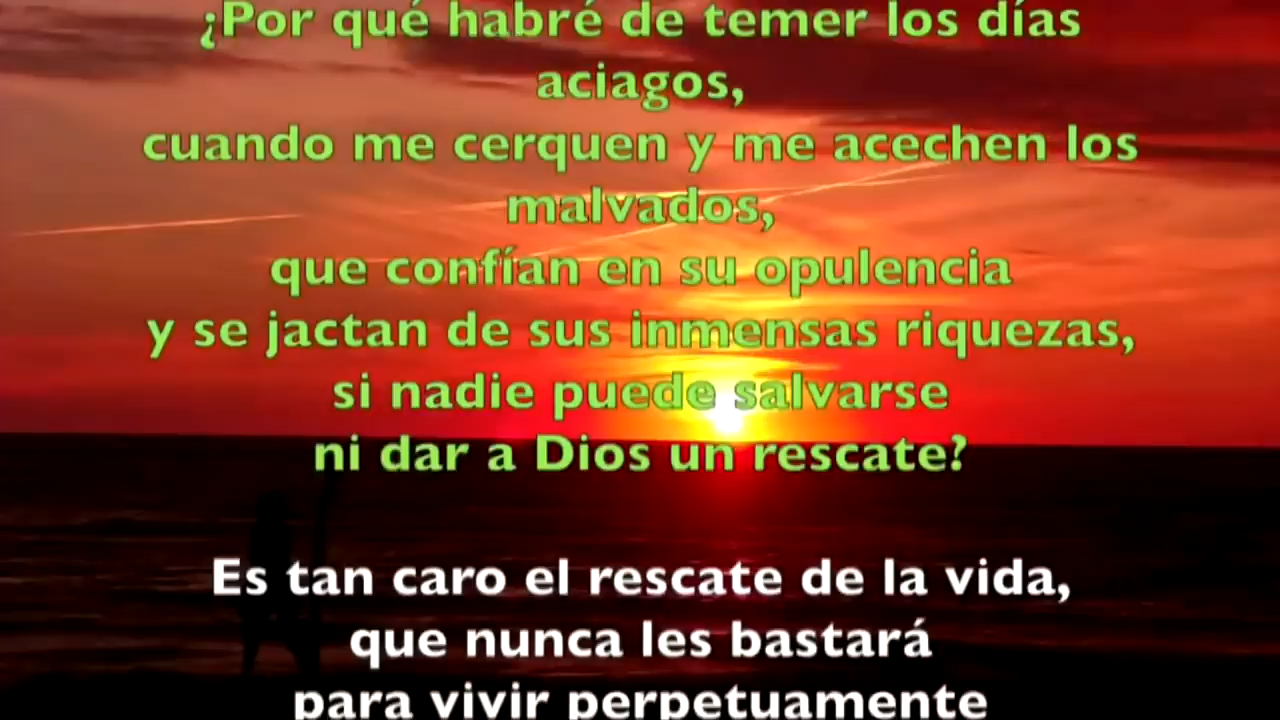 ¿Por qué habré de temer los días
aciagos,
cuando me cerquen y me acechen los
malvados,
que confían en su opulencia
y se jactan de sus inmensas riquezas,
si nadie puede salvarse
ni dar a Dios un rescate?
Es tan caro el rescate de la vida,
que nunca les bastará
para vivir perpetuamente